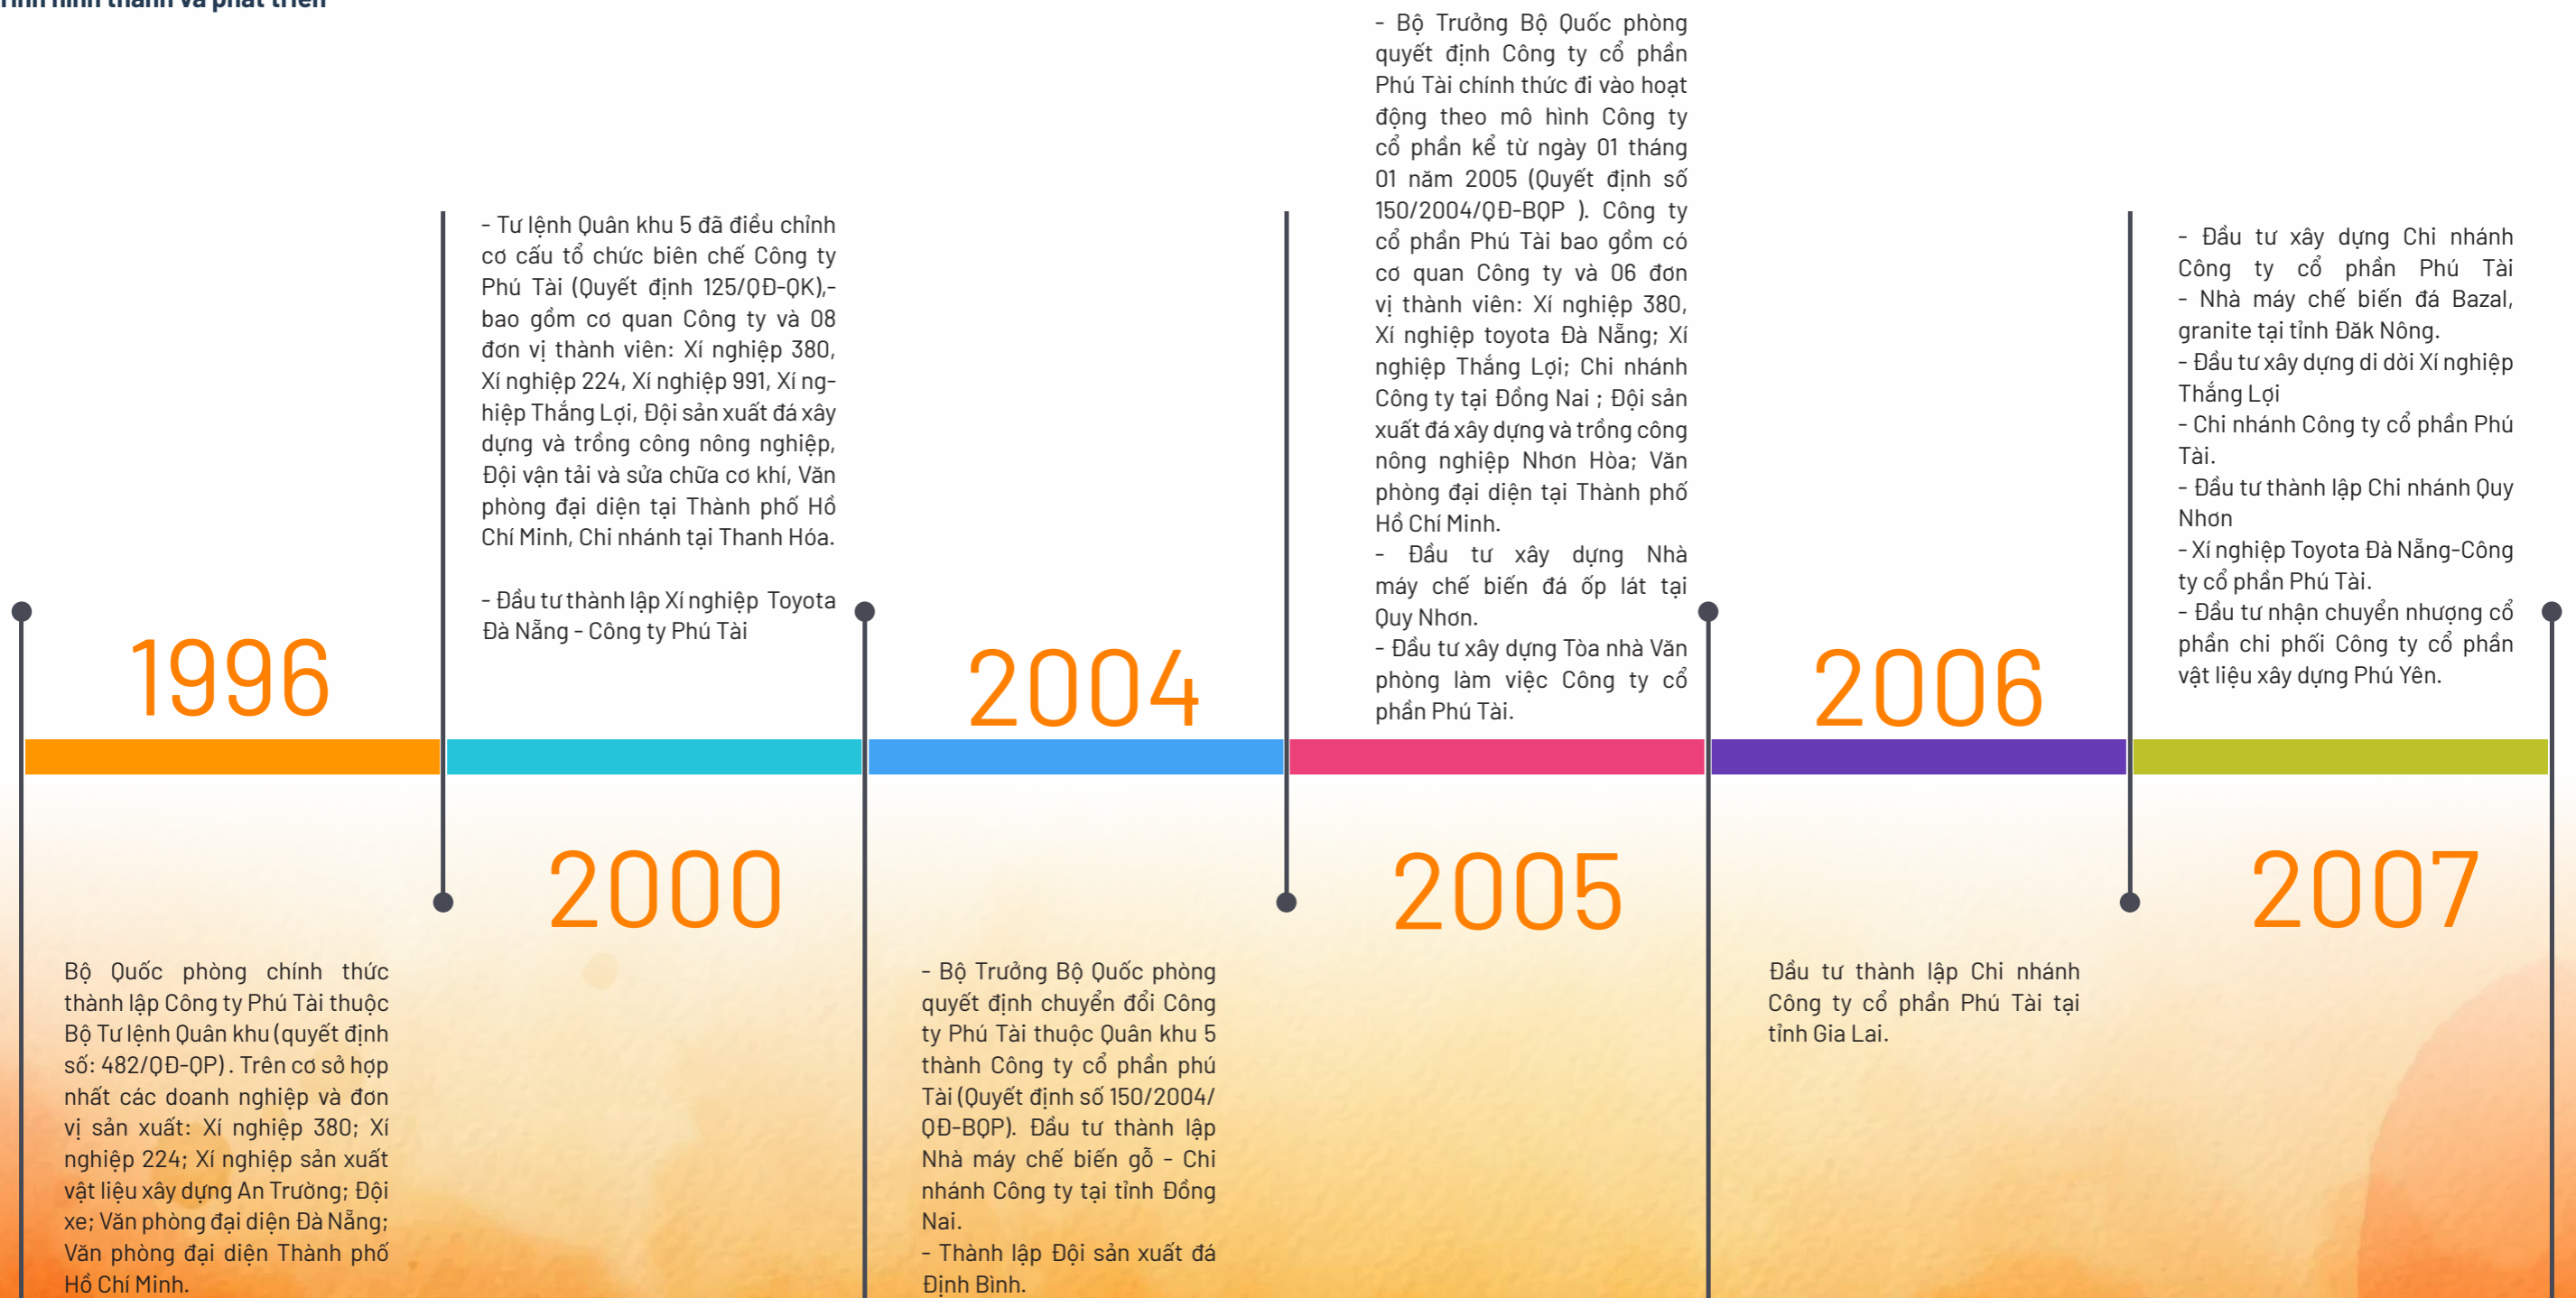 hình thành và phát triển
1996
Bộ Quốc phòng chính thức
thành lập Công ty Phú Tài thuộc
Bộ Tư lệnh Quân khu (quyết định
số: 482/QĐ-QP) . Trên cơ sở hợp
nhất các doanh nghiệp và đơn
vị sản xuất: Xí nghiệp 380; Xí
nghiệp 224; Xí nghiệp sản xuất
vật liệu xây dựng An Trường; Đội
xe; Văn phòng đại diện Đà Nẵng;
Văn phòng đại diện Thành phố
Hồ Chí Minh.
- Tư lệnh Quân khu 5 đã điều chỉnh
cơ cấu tổ chức biên chế Công ty
Phú Tài (Quyết định 125/QĐ-QK),-
bao gồm cơ quan Công ty và 08
đơn vị thành viên: Xí nghiệp 380,
Xí nghiệp 224, Xí nghiệp 991, Xí ng-
hiệp Thắng Lợi, Đội sản xuất đá xây
dựng và trồng công nông nghiệp,
Đội vận tải và sửa chữa cơ khí, Văn
phòng đại diện tại Thành phố Hồ
Chí Minh, Chi nhánh tại Thanh Hóa.
- Đầu tư thành lập Xí nghiệp Toyota
Đà Nẵng - Công ty Phú Tài
2000
2004
- Bộ Trưởng Bộ Quốc phòng
quyết định chuyển đổi Công
ty Phú Tài thuộc Quân khu 5
thành Công ty cổ phần phú
Tài (Quyết định số 150/2004/
QĐ-BQP). Đầu tư thành lập
Nhà máy chế biến gỗ - Chi
nhánh Công ty tại tỉnh Đồng
Nai.
- Thành lập Đội sản xuất đá
Định Bình.
- Bộ Trưởng Bộ Quốc phòng
quyết định Công ty cổ phần
Phú Tài chính thức đi vào hoạt
động theo mô hình Công ty
cổ phần kể từ ngày 01 tháng
01 năm 2005 (Quyết định số
150/2004/QĐ-BQP ). Công ty
cổ phần Phú Tài bao gồm có
cơ quan Công ty và 06 đơn
vị thành viên: Xí nghiệp 380,
Xí nghiệp toyota Đà Nẵng; Xí
nghiệp Thắng Lợi; Chi nhánh
Công ty tại Đồng Nai ; Đội sản
xuất đá xây dựng và trồng công
nông nghiệp Nhơn Hòa; Văn
phòng đại diện tại Thành phố
Hồ Chí Minh.
- Đầu tư xây dựng Nhà
máy chế biến đá ốp lát tại
Quy Nhơn.
- Đầu tư xây dựng Tòa nhà Văn
phòng làm việc Công ty cổ
phần Phú Tài.
2005
2006
Đầu tư thành lập Chi nhánh
Công ty cổ phần Phú Tài tại
tỉnh Gia Lai.
- Đầu tư xây dựng Chi nhánh
Công ty cổ phần Phú Tài
- Nhà máy chế biến đá Bazal,
granite tại tỉnh Đăk Nông.
- Đầu tư xây dựng di dời Xí nghiệp
Thắng Lợi
- Chi nhánh Công ty cổ phần Phú
Tài.
- Đầu tư thành lập Chi nhánh Quy
Nhơn
- Xí nghiệp Toyota Đà Nẵng-Công
ty cổ phần Phú Tài.
- Đầu tư nhận chuyển nhượng cổ
phần chi phối Công ty cổ phần
vật liệu xây dựng Phú Yên.
2007